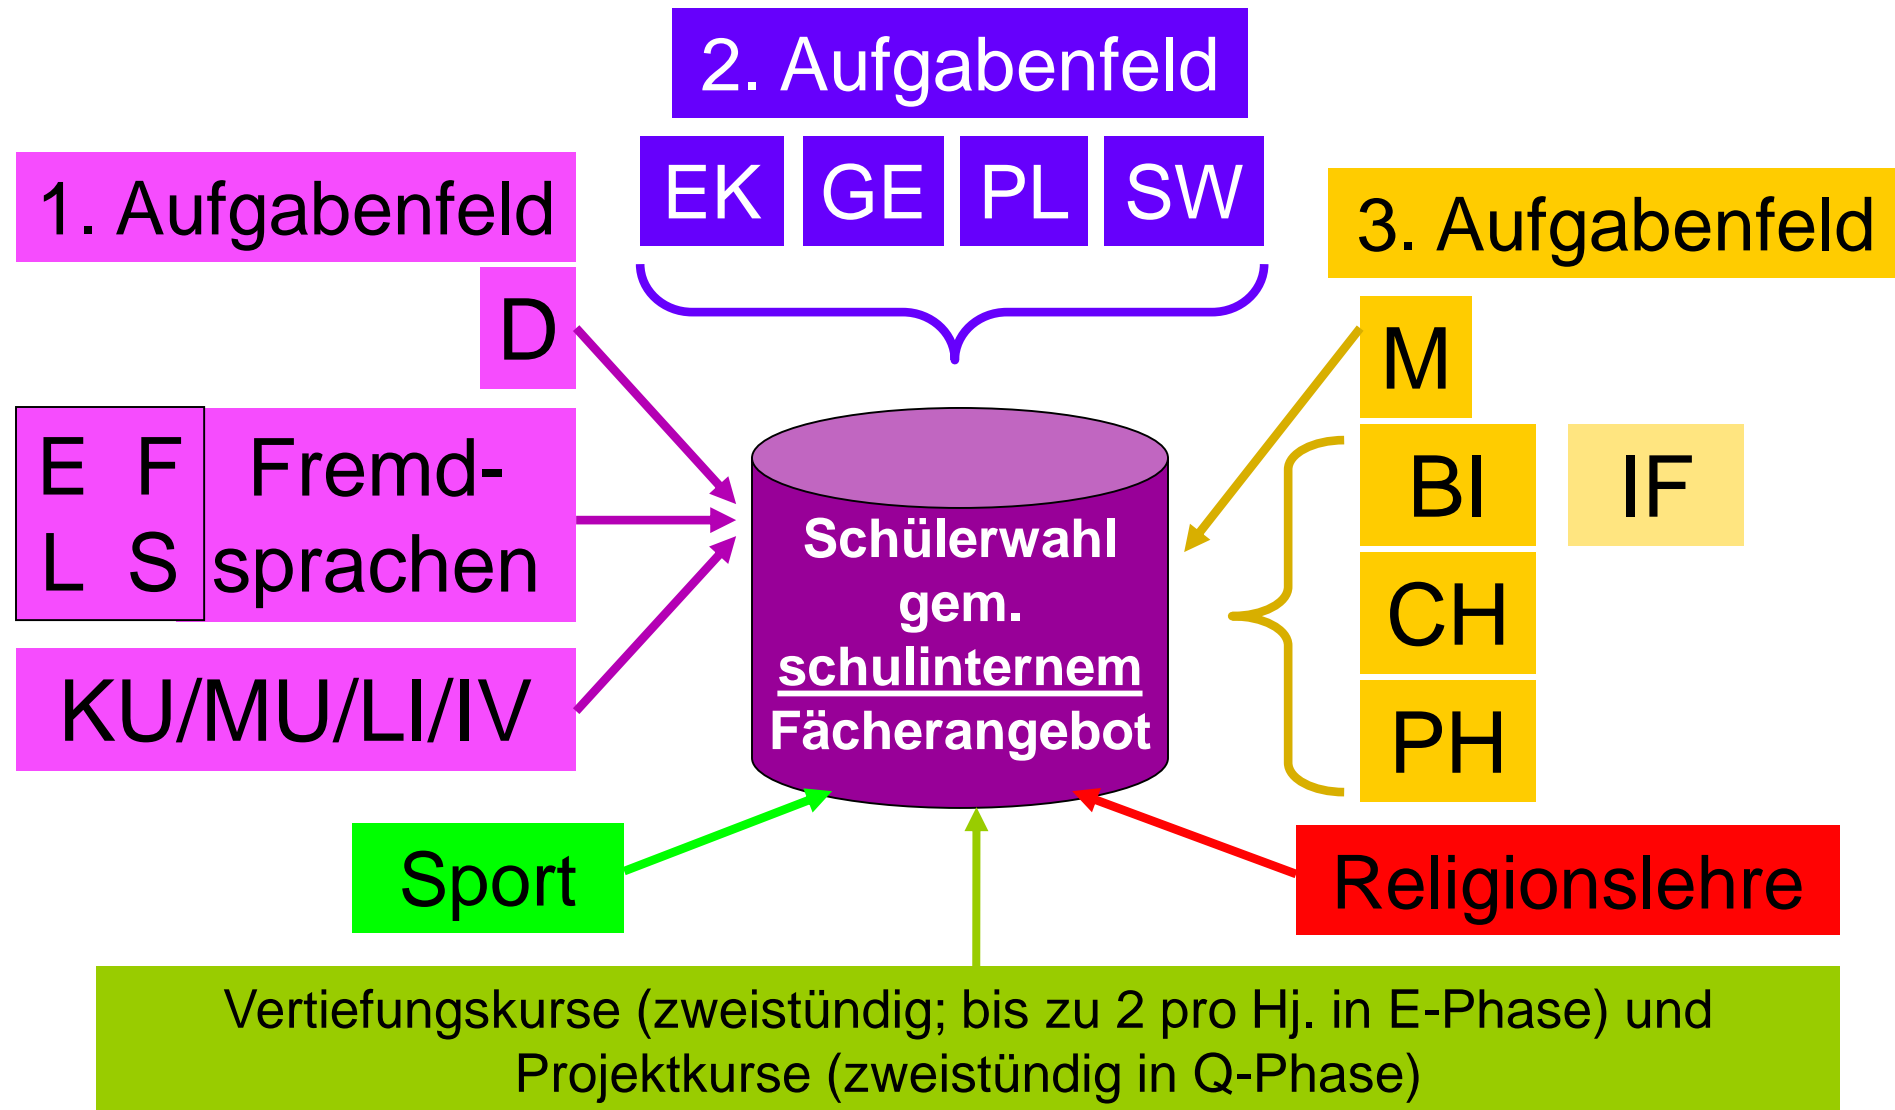 2. Aufgabenfeld
EK GE PL SW
1. Aufgabenfeld
D
E F
L S
Fremd-
sprachen
KU/MU/LI/IV
3. Aufgabenfeld
M
BI IF
CH
PH
Schülerwahl
gem.
schulinternem
Fächerangebot
Sport
Religionslehre
Vertiefungskurse (zweistündig; bis zu 2 pro Hj. in E-Phase) und
Projektkurse (zweistündig in Q-Phase)